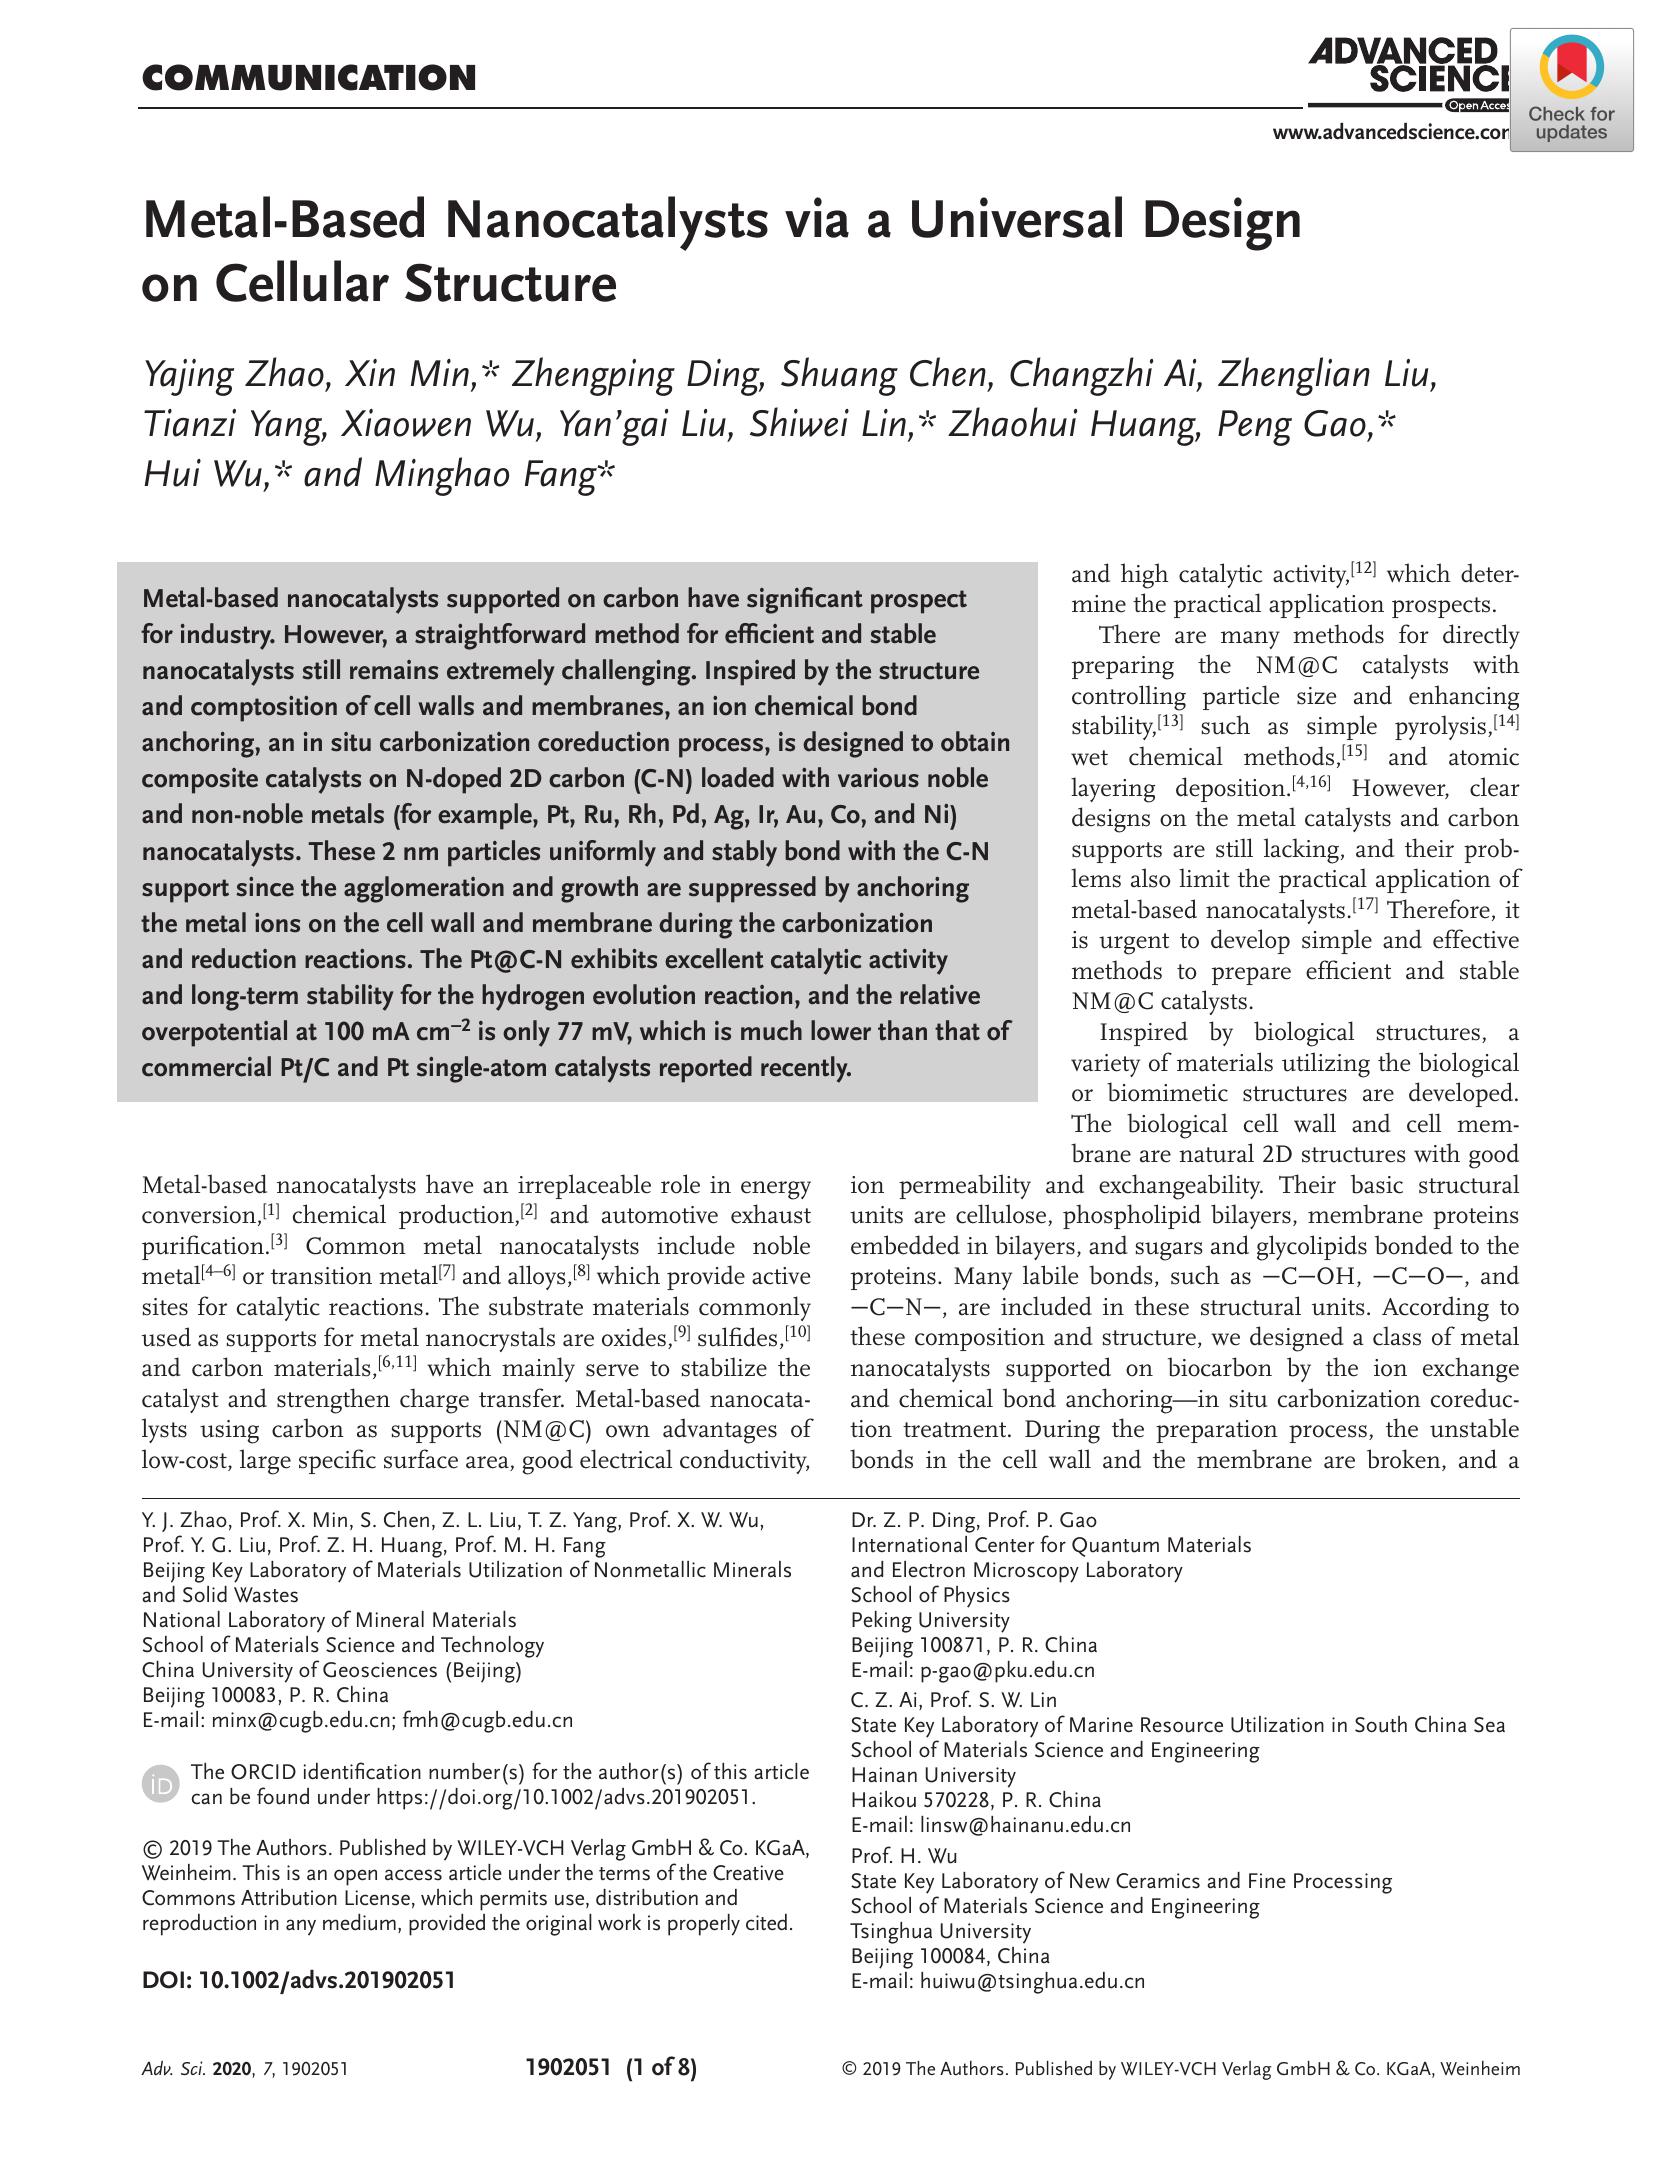 COMMUNICATION
ADVANCED
SCIENCE
Open Acces
www.advancedscience.com
Check for
updates
Metal-Based Nanocatalysts via a Universal Design
on Cellular Structure
Yajing Zhao, Xin Min,* Zhengping Ding, Shuang Chen, Changzhi Ai, Zhenglian Liu,
Tianzi Yang, Xiaowen Wu, Yan’gai Liu, Shiwei Lin,* Zhaohui Huang, Peng Gao,*
Hui Wu,* and Minghao Fang*
Metal-based nanocatalysts supported on carbon have significant prospect
for industry. However, a straightforward method for efficient and stable
nanocatalysts still remains extremely challenging. Inspired by the structure
and comptosition of cell walls and membranes, an ion chemical bond
anchoring, an in situ carbonization coreduction process, is designed to obtain
composite catalysts on N-doped 2D carbon (C-N) loaded with various noble
and non-noble metals (for example, Pt, Ru, Rh, Pd, Ag, Ir, Au, Co, and Ni)
nanocatalysts. These 2 nm particles uniformly and stably bond with the C-N
support since the agglomeration and growth are suppressed by anchoring
the metal ions on the cell wall and membrane during the carbonization
and reduction reactions. The Pt@C-N exhibits excellent catalytic activity
and long-term stability for the hydrogen evolution reaction, and the relative
overpotential at 100 mA cm⁻² is only 77 mV, which is much lower than that of
commercial Pt/C and Pt single-atom catalysts reported recently.
Metal-based nanocatalysts have an irreplaceable role in energy
conversion,[1] chemical production,[2] and automotive exhaust
purification.[3] Common metal nanocatalysts include noble
metal[4–6] or transition metal[7] and alloys,[8] which provide active
sites for catalytic reactions. The substrate materials commonly
used as supports for metal nanocrystals are oxides,[9] sulfides,[10]
and carbon materials,[6,11] which mainly serve to stabilize the
catalyst and strengthen charge transfer. Metal-based nanocata-
lysts using carbon as supports (NM@C) own advantages of
low-cost, large specific surface area, good electrical conductivity,
and high catalytic activity,[12] which deter-
mine the practical application prospects.
There are many methods for directly
preparing the NM@C catalysts with
controlling particle size and enhancing
stability,[13] such as simple pyrolysis,[14]
wet chemical methods,[15] and atomic
layering deposition.[4,16] However, clear
designs on the metal catalysts and carbon
supports are still lacking, and their prob-
lems also limit the practical application of
metal-based nanocatalysts.[17] Therefore, it
is urgent to develop simple and effective
methods to prepare efficient and stable
NM@C catalysts.
Inspired by biological structures, a
variety of materials utilizing the biological
or biomimetic structures are developed.
The biological cell wall and cell mem-
brane are natural 2D structures with good
ion permeability and exchangeability. Their basic structural
units are cellulose, phospholipid bilayers, membrane proteins
embedded in bilayers, and sugars and glycolipids bonded to the
proteins. Many labile bonds, such as —C—OH, —C—O—, and
—C—N—, are included in these structural units. According to
these composition and structure, we designed a class of metal
nanocatalysts supported on biocarbon by the ion exchange
and chemical bond anchoring—in situ carbonization coreduc-
tion treatment. During the preparation process, the unstable
bonds in the cell wall and the membrane are broken, and a
Y. J. Zhao, Prof. X. Min, S. Chen, Z. L. Liu, T. Z. Yang, Prof. X. W. Wu,
Prof. Y. G. Liu, Prof. Z. H. Huang, Prof. M. H. Fang
Beijing Key Laboratory of Materials Utilization of Nonmetallic Minerals
and Solid Wastes
National Laboratory of Mineral Materials
School of Materials Science and Technology
China University of Geosciences (Beijing)
Beijing 100083, P. R. China
E-mail: minx@cugb.edu.cn; fmh@cugb.edu.cn
iD
The ORCID identification number(s) for the author(s) of this article
can be found under https://doi.org/10.1002/advs.201902051.
© 2019 The Authors. Published by WILEY-VCH Verlag GmbH & Co. KGaA,
Weinheim. This is an open access article under the terms of the Creative
Commons Attribution License, which permits use, distribution and
reproduction in any medium, provided the original work is properly cited.
DOI: 10.1002/advs.201902051
Dr. Z. P. Ding, Prof. P. Gao
International Center for Quantum Materials
and Electron Microscopy Laboratory
School of Physics
Peking University
Beijing 100871, P. R. China
E-mail: p-gao@pku.edu.cn
C. Z. Ai, Prof. S. W. Lin
State Key Laboratory of Marine Resource Utilization in South China Sea
School of Materials Science and Engineering
Hainan University
Haikou 570228, P. R. China
E-mail: linsw@hainanu.edu.cn
Prof. H. Wu
State Key Laboratory of New Ceramics and Fine Processing
School of Materials Science and Engineering
Tsinghua University
Beijing 100084, China
E-mail: huiwu@tsinghua.edu.cn
Adv. Sci. 2020, 7, 1902051
1902051 (1 of 8)
© 2019 The Authors. Published by WILEY-VCH Verlag GmbH & Co. KGaA, Weinheim